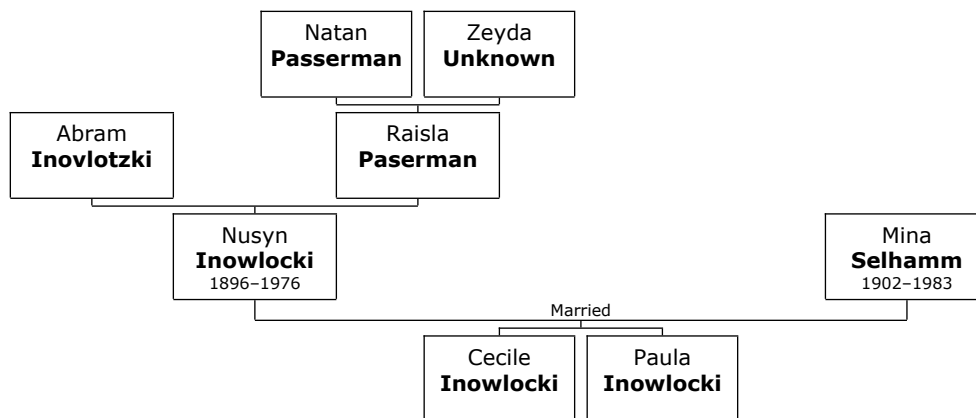 Natan
Passerman
Zeyda
Unknown
Abram
Inovlotzki
Raisla
Paserman
Nusyn
Inowlocki
1896–1976
Mina
Selhamm
1902–1983
Married
Cecile
Inowlocki
Paula
Inowlocki